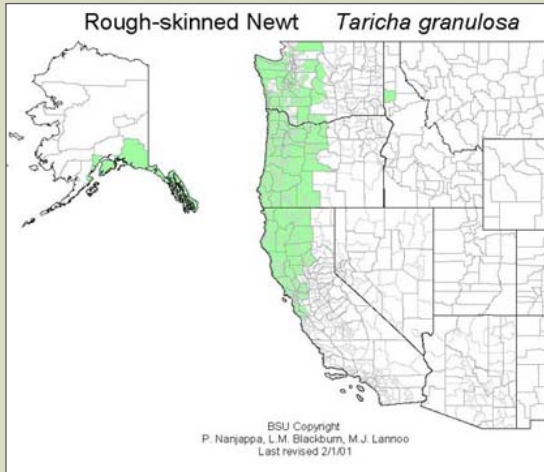 Rough-skinned Newt Taricha granulosa
BSU Copyright
P. Nanjappa, L.M. Blackburn, M.J. Lannoo
Last revised 2/1/01